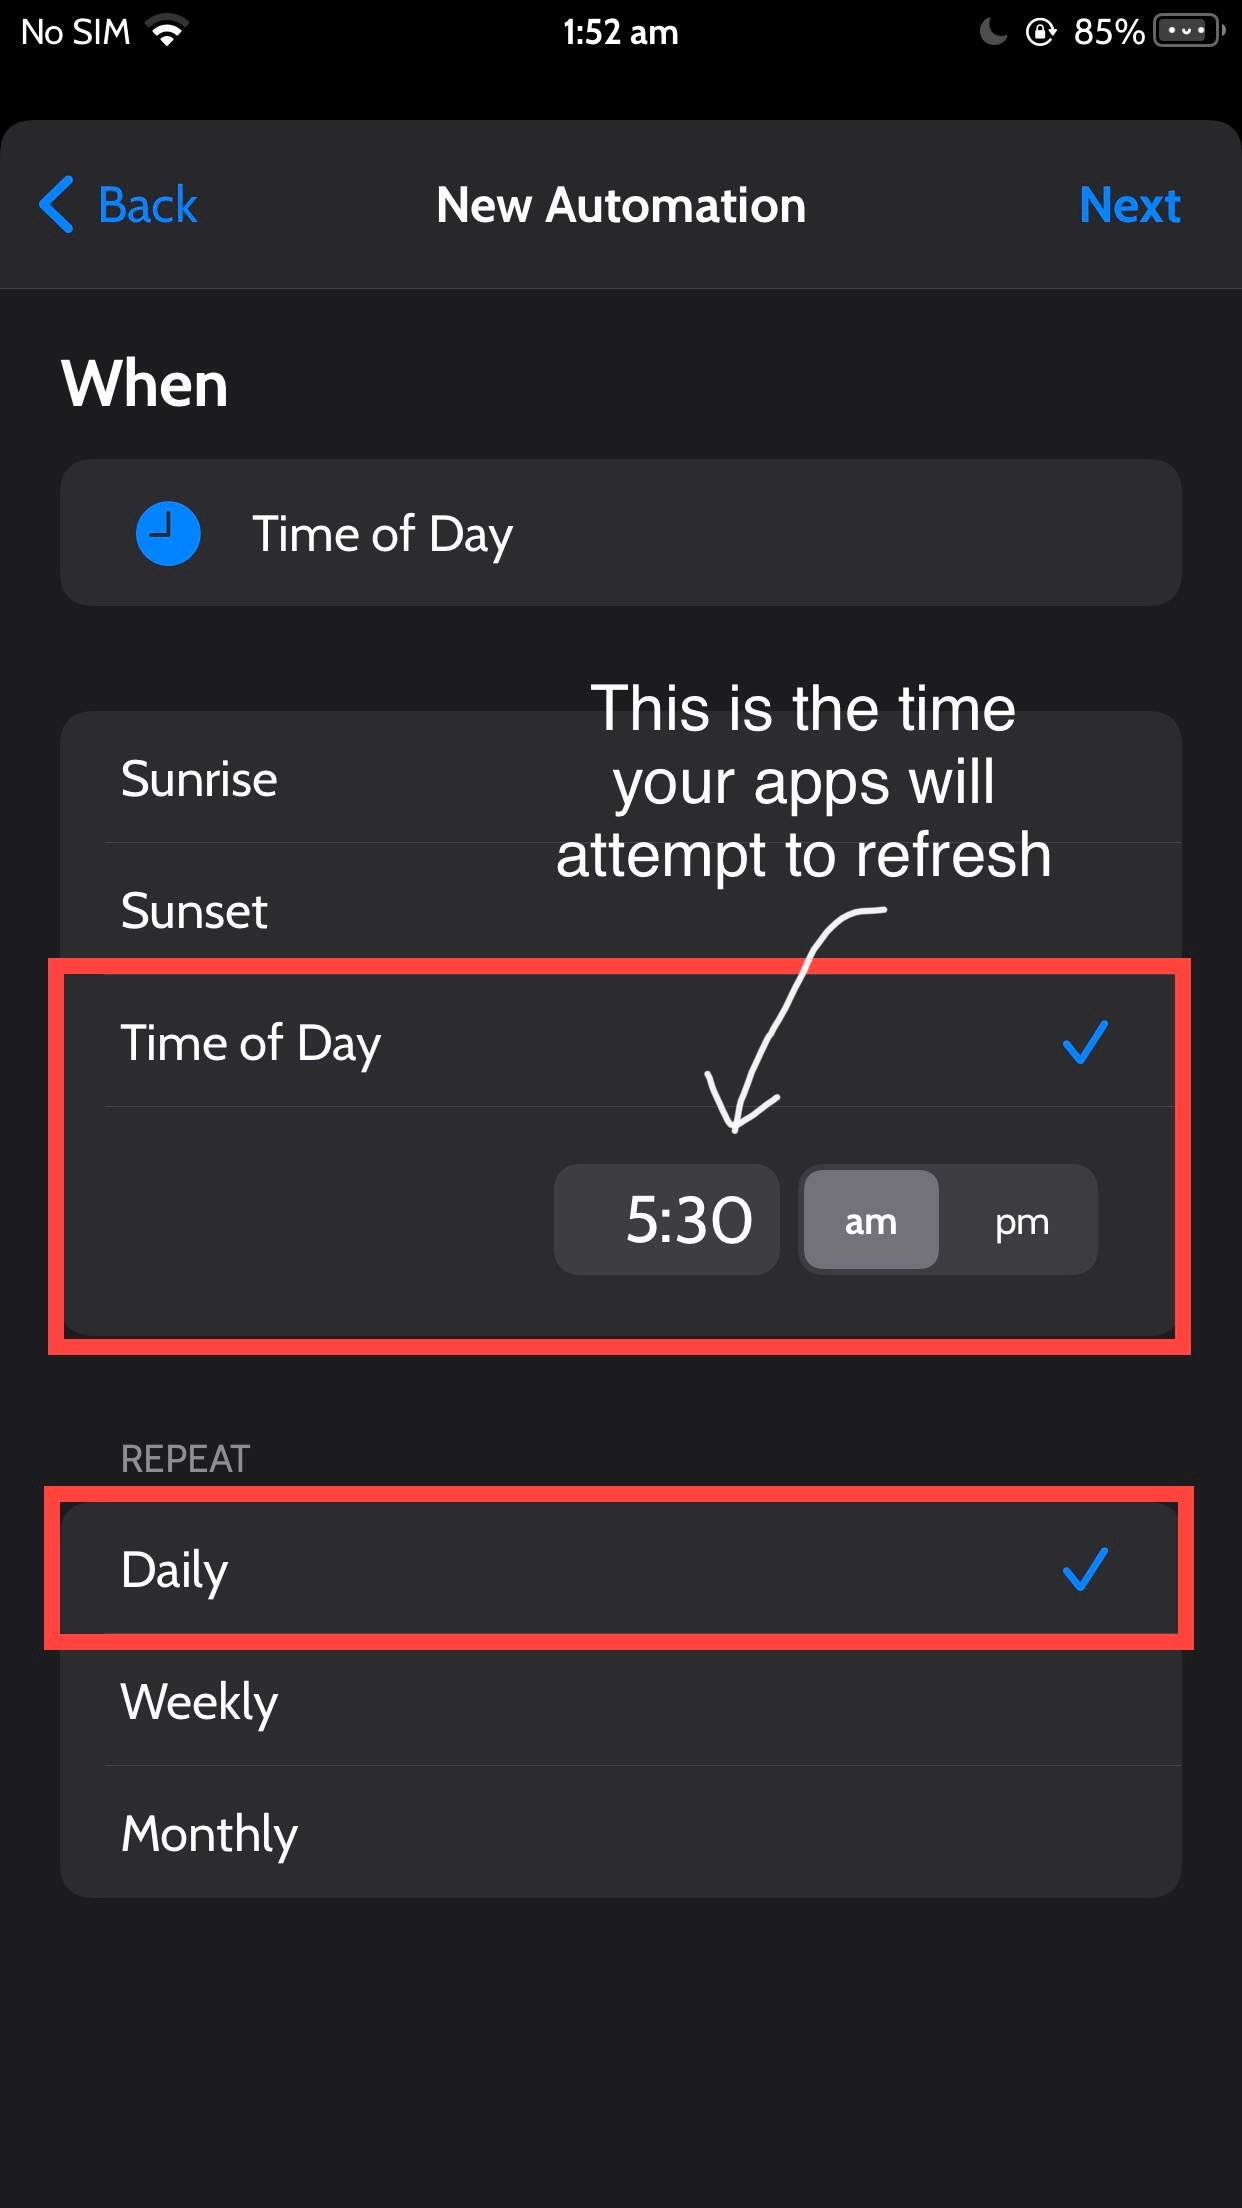 No SIM 1:52 am 85%
Back New Automation Next
When
Time of Day
This is the time
your apps will
attempt to refresh
Sunrise
Sunset
Time of Day
5:30 am pm
REPEAT
Daily
Weekly
Monthly